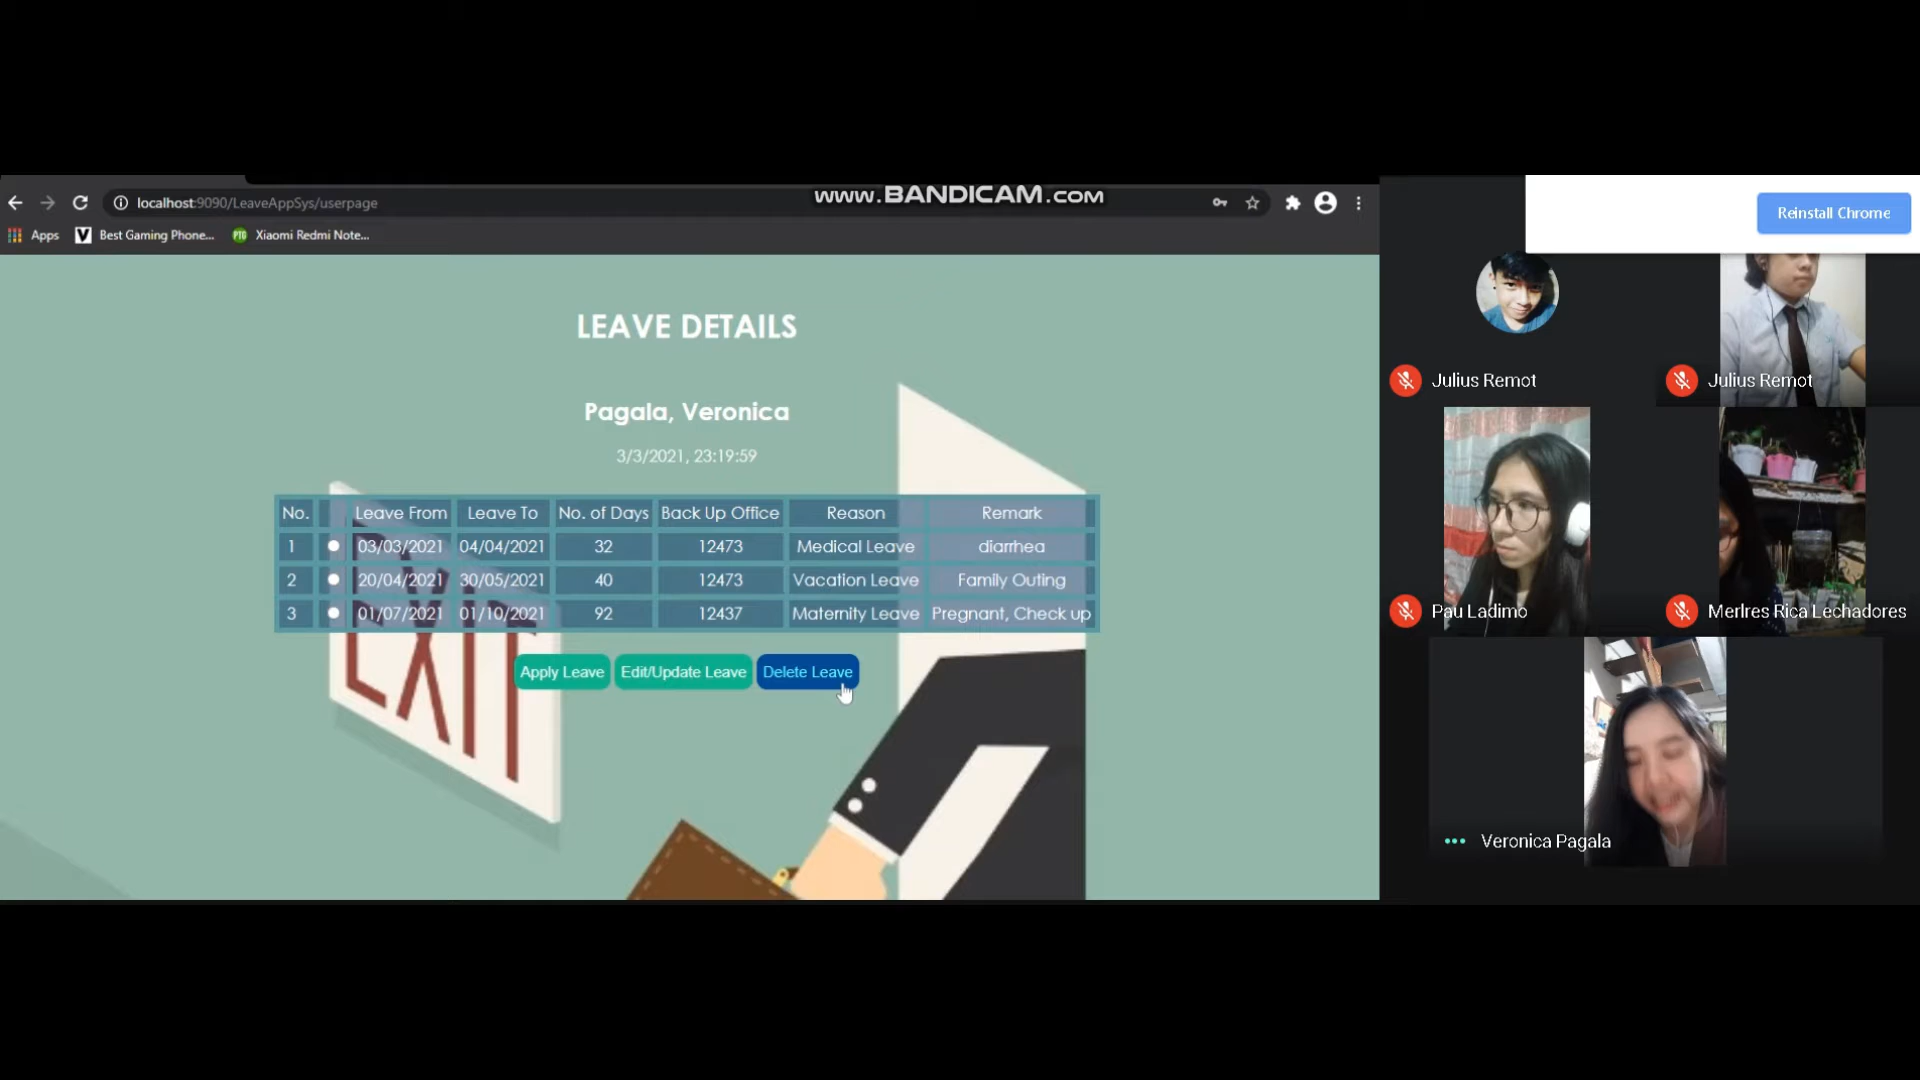 www.BANDICAM.com
localhost:9090/LeaveAppSys/userpage
Apps Best Gaming Phone... Xiaomi Redmi Note...
Reinstall Chrome
LEAVE DETAILS
Pagala, Veronica
3/3/2021, 23:19:59
No. Leave From Leave To No. of Days Back Up Office Reason Remark
1 03/03/2021 04/04/2021 32 12473 Medical Leave diarrhea
2 20/04/2021 30/05/2021 40 12473 Vacation Leave Family Outing
3 01/07/2021 01/10/2021 92 12437 Maternity Leave Pregnant, Check up
Apply Leave Edit/Update Leave Delete Leave
EXIT
Julius Remot Julius Remot
Pau Ladimo Merlres Rica Lechadores
Veronica Pagala